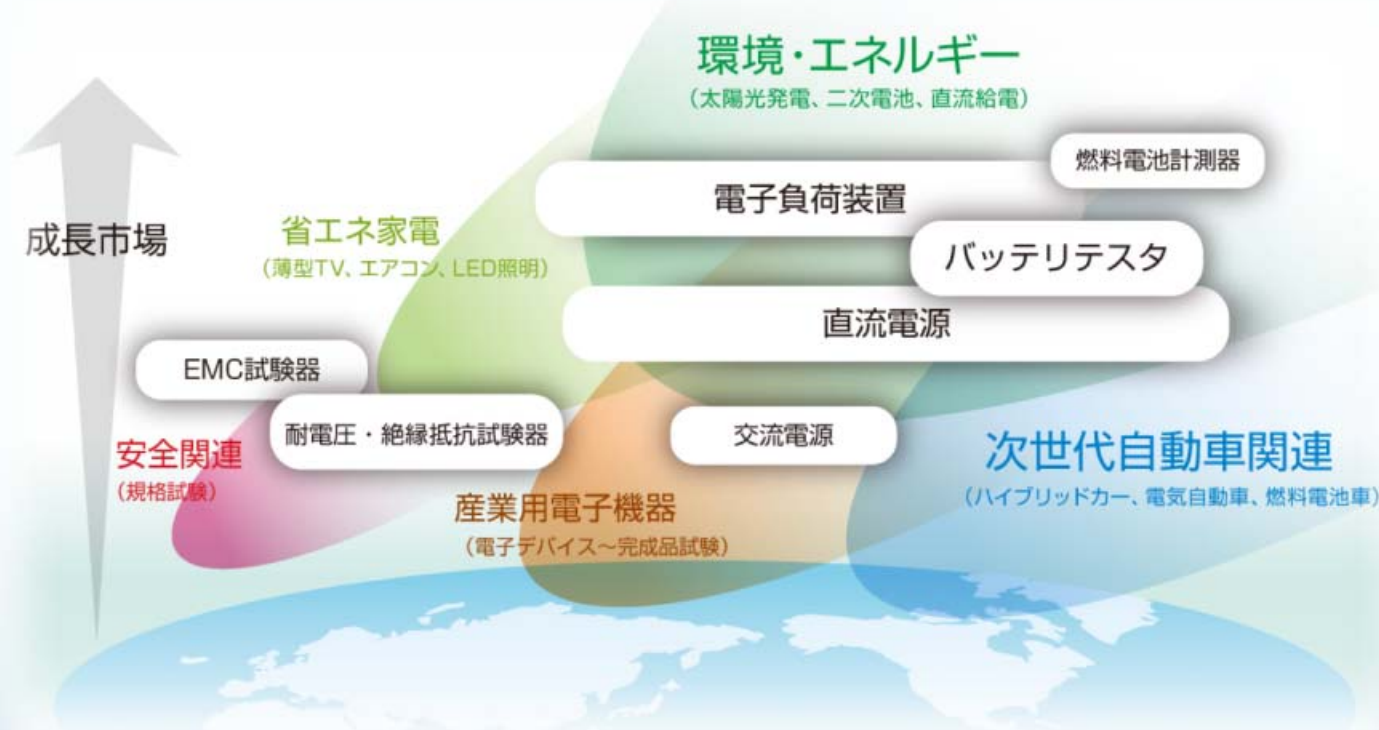 環境・エネルギー
（太陽光発電、二次電池、直流給電）
燃料電池計測器
電子負荷装置
成長市場
省エネ家電
（薄型TV、エアコン、LED照明）
バッテリテスタ
直流電源
EMC試験器
耐電圧・絶縁抵抗試験器
交流電源
安全関連
（規格試験）
次世代自動車関連
（ハイブリッドカー、電気自動車、燃料電池車）
産業用電子機器
（電子デバイス～完成品試験）